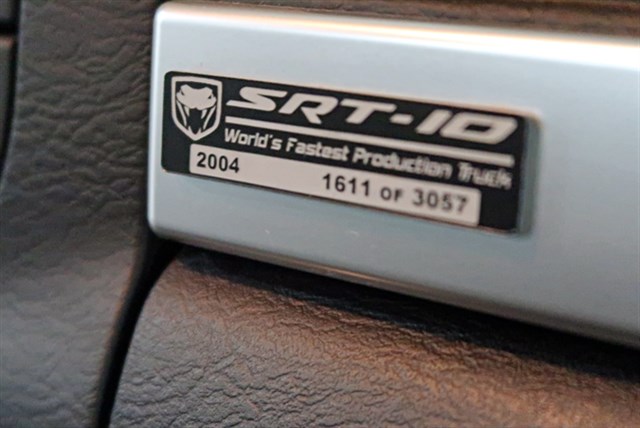 SRT-10
World's Fastest Production Truck
2004 1611 OF 3057